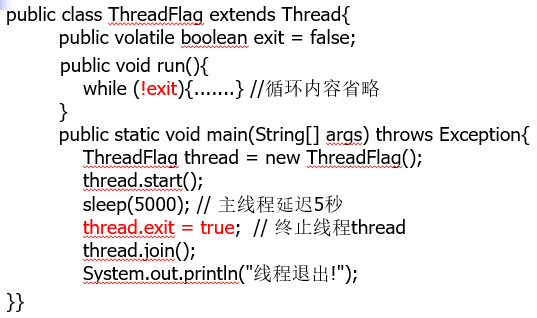 public class ThreadFlag extends Thread{
public volatile boolean exit = false;
public void run(){
while (!exit){.......} //循环内容省略
}
public static void main(String[] args) throws Exception{
ThreadFlag thread = new ThreadFlag();
thread.start();
sleep(5000); // 主线程延迟5秒
thread.exit = true;  // 终止线程thread
thread.join();
System.out.println("线程退出!");
}}